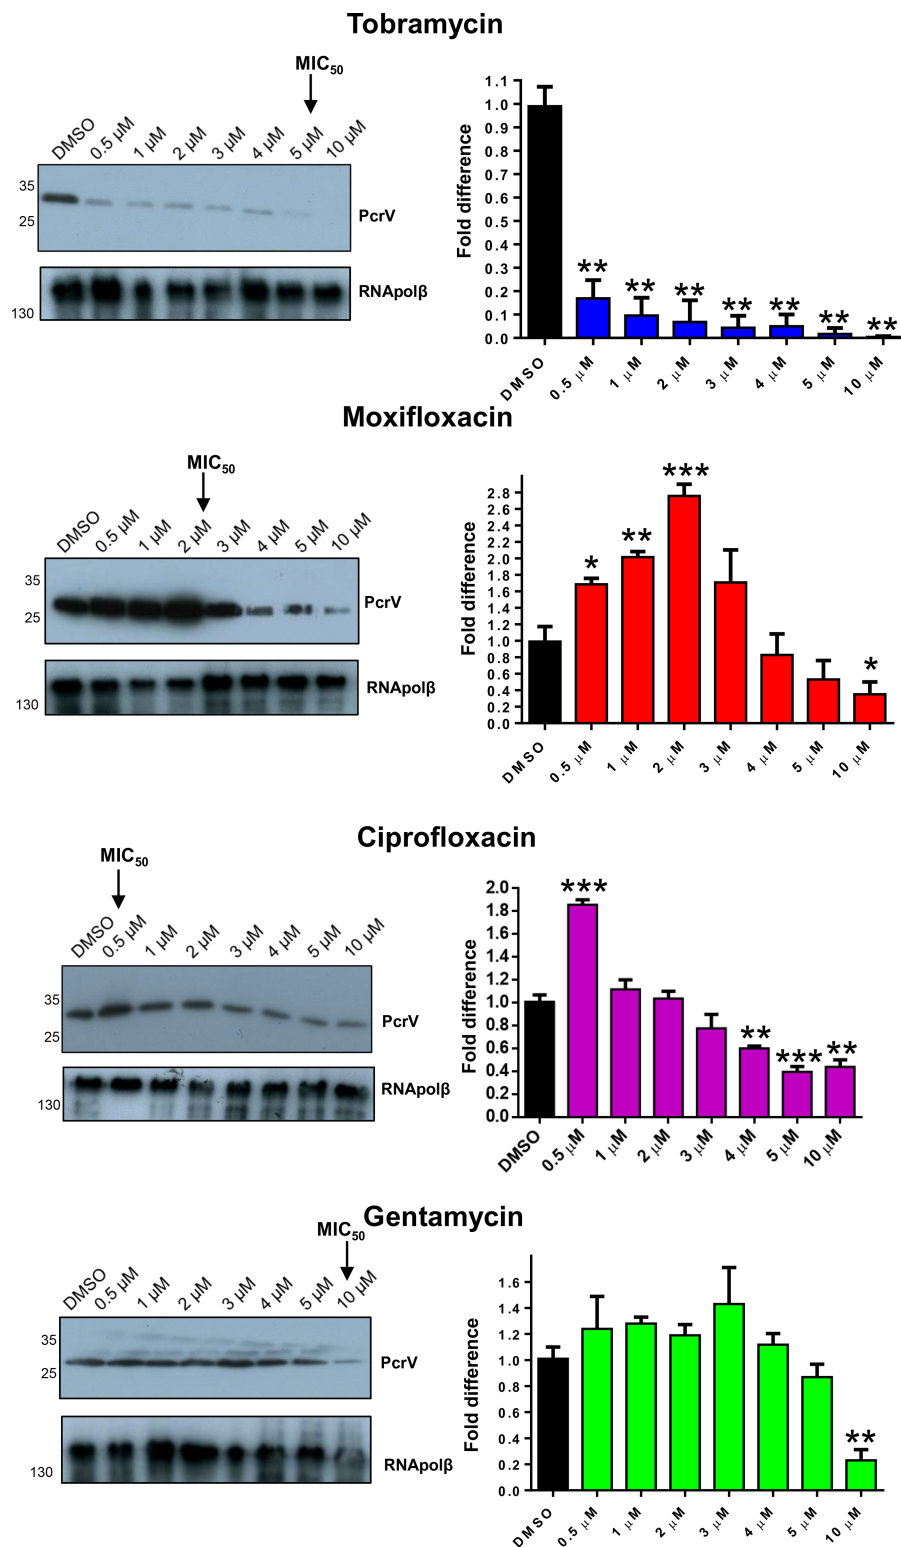 Tobramycin
MIC50
DMSO 0.5 µM 1 µM 2 µM 3 µM 4 µM 5 µM 10 µM
35
25
PcrV
130
RNApolβ
Fold difference
1.1
1.0
0.9
0.8
0.7
0.6
0.5
0.4
0.3
0.2
0.1
0.0
** ** ** ** ** ** **
DMSO 0.5 µM 1 µM 2 µM 3 µM 4 µM 5 µM 10 µM
Moxifloxacin
MIC50
DMSO 0.5 µM 1 µM 2 µM 3 µM 4 µM 5 µM 10 µM
35
25
PcrV
130
RNApolβ
Fold difference
2.8
2.6
2.4
2.2
2.0
1.8
1.6
1.4
1.2
1.0
0.8
0.6
0.4
0.2
0.0
* ** *** *
DMSO 0.5 µM 1 µM 2 µM 3 µM 4 µM 5 µM 10 µM
Ciprofloxacin
MIC50
DMSO 0.5 µM 1 µM 2 µM 3 µM 4 µM 5 µM 10 µM
35
25
PcrV
130
RNApolβ
Fold difference
2.0
1.8
1.6
1.4
1.2
1.0
0.8
0.6
0.4
0.2
0.0
*** ** *** **
DMSO 0.5 µM 1 µM 2 µM 3 µM 4 µM 5 µM 10 µM
Gentamycin
MIC50
DMSO 0.5 µM 1 µM 2 µM 3 µM 4 µM 5 µM 10 µM
35
25
PcrV
130
RNApolβ
Fold difference
1.6
1.4
1.2
1.0
0.8
0.6
0.4
0.2
0.0
**
DMSO 0.5 µM 1 µM 2 µM 3 µM 4 µM 5 µM 10 µM